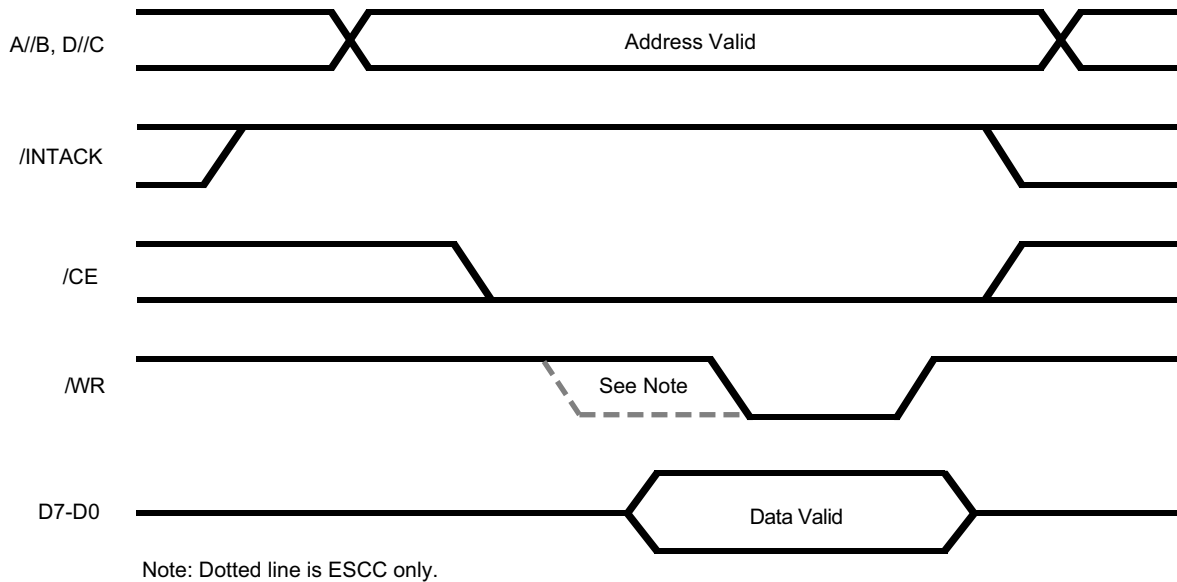 A//B, D//C
Address Valid
/INTACK
/CE
/WR
See Note
D7-D0
Data Valid
Note: Dotted line is ESCC only.